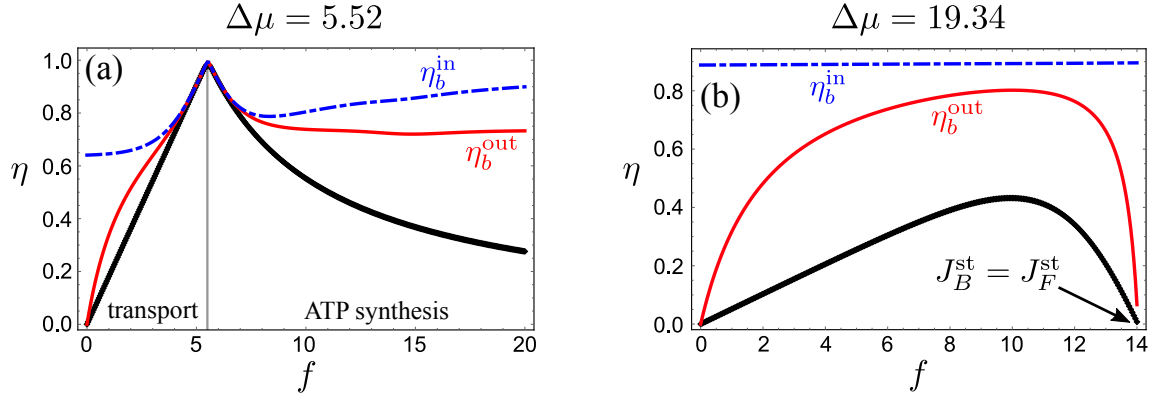 Δμ = 5.52
(a)
η_b^in
η_b^out
η
1.0
0.8
0.6
0.4
0.2
0.0
transport
ATP synthesis
0 5 10 15 20
f
Δμ = 19.34
(b)
η_b^in
η_b^out
η
0.8
0.6
0.4
0.2
0.0
J_B^st = J_F^st
0 2 4 6 8 10 12 14
f